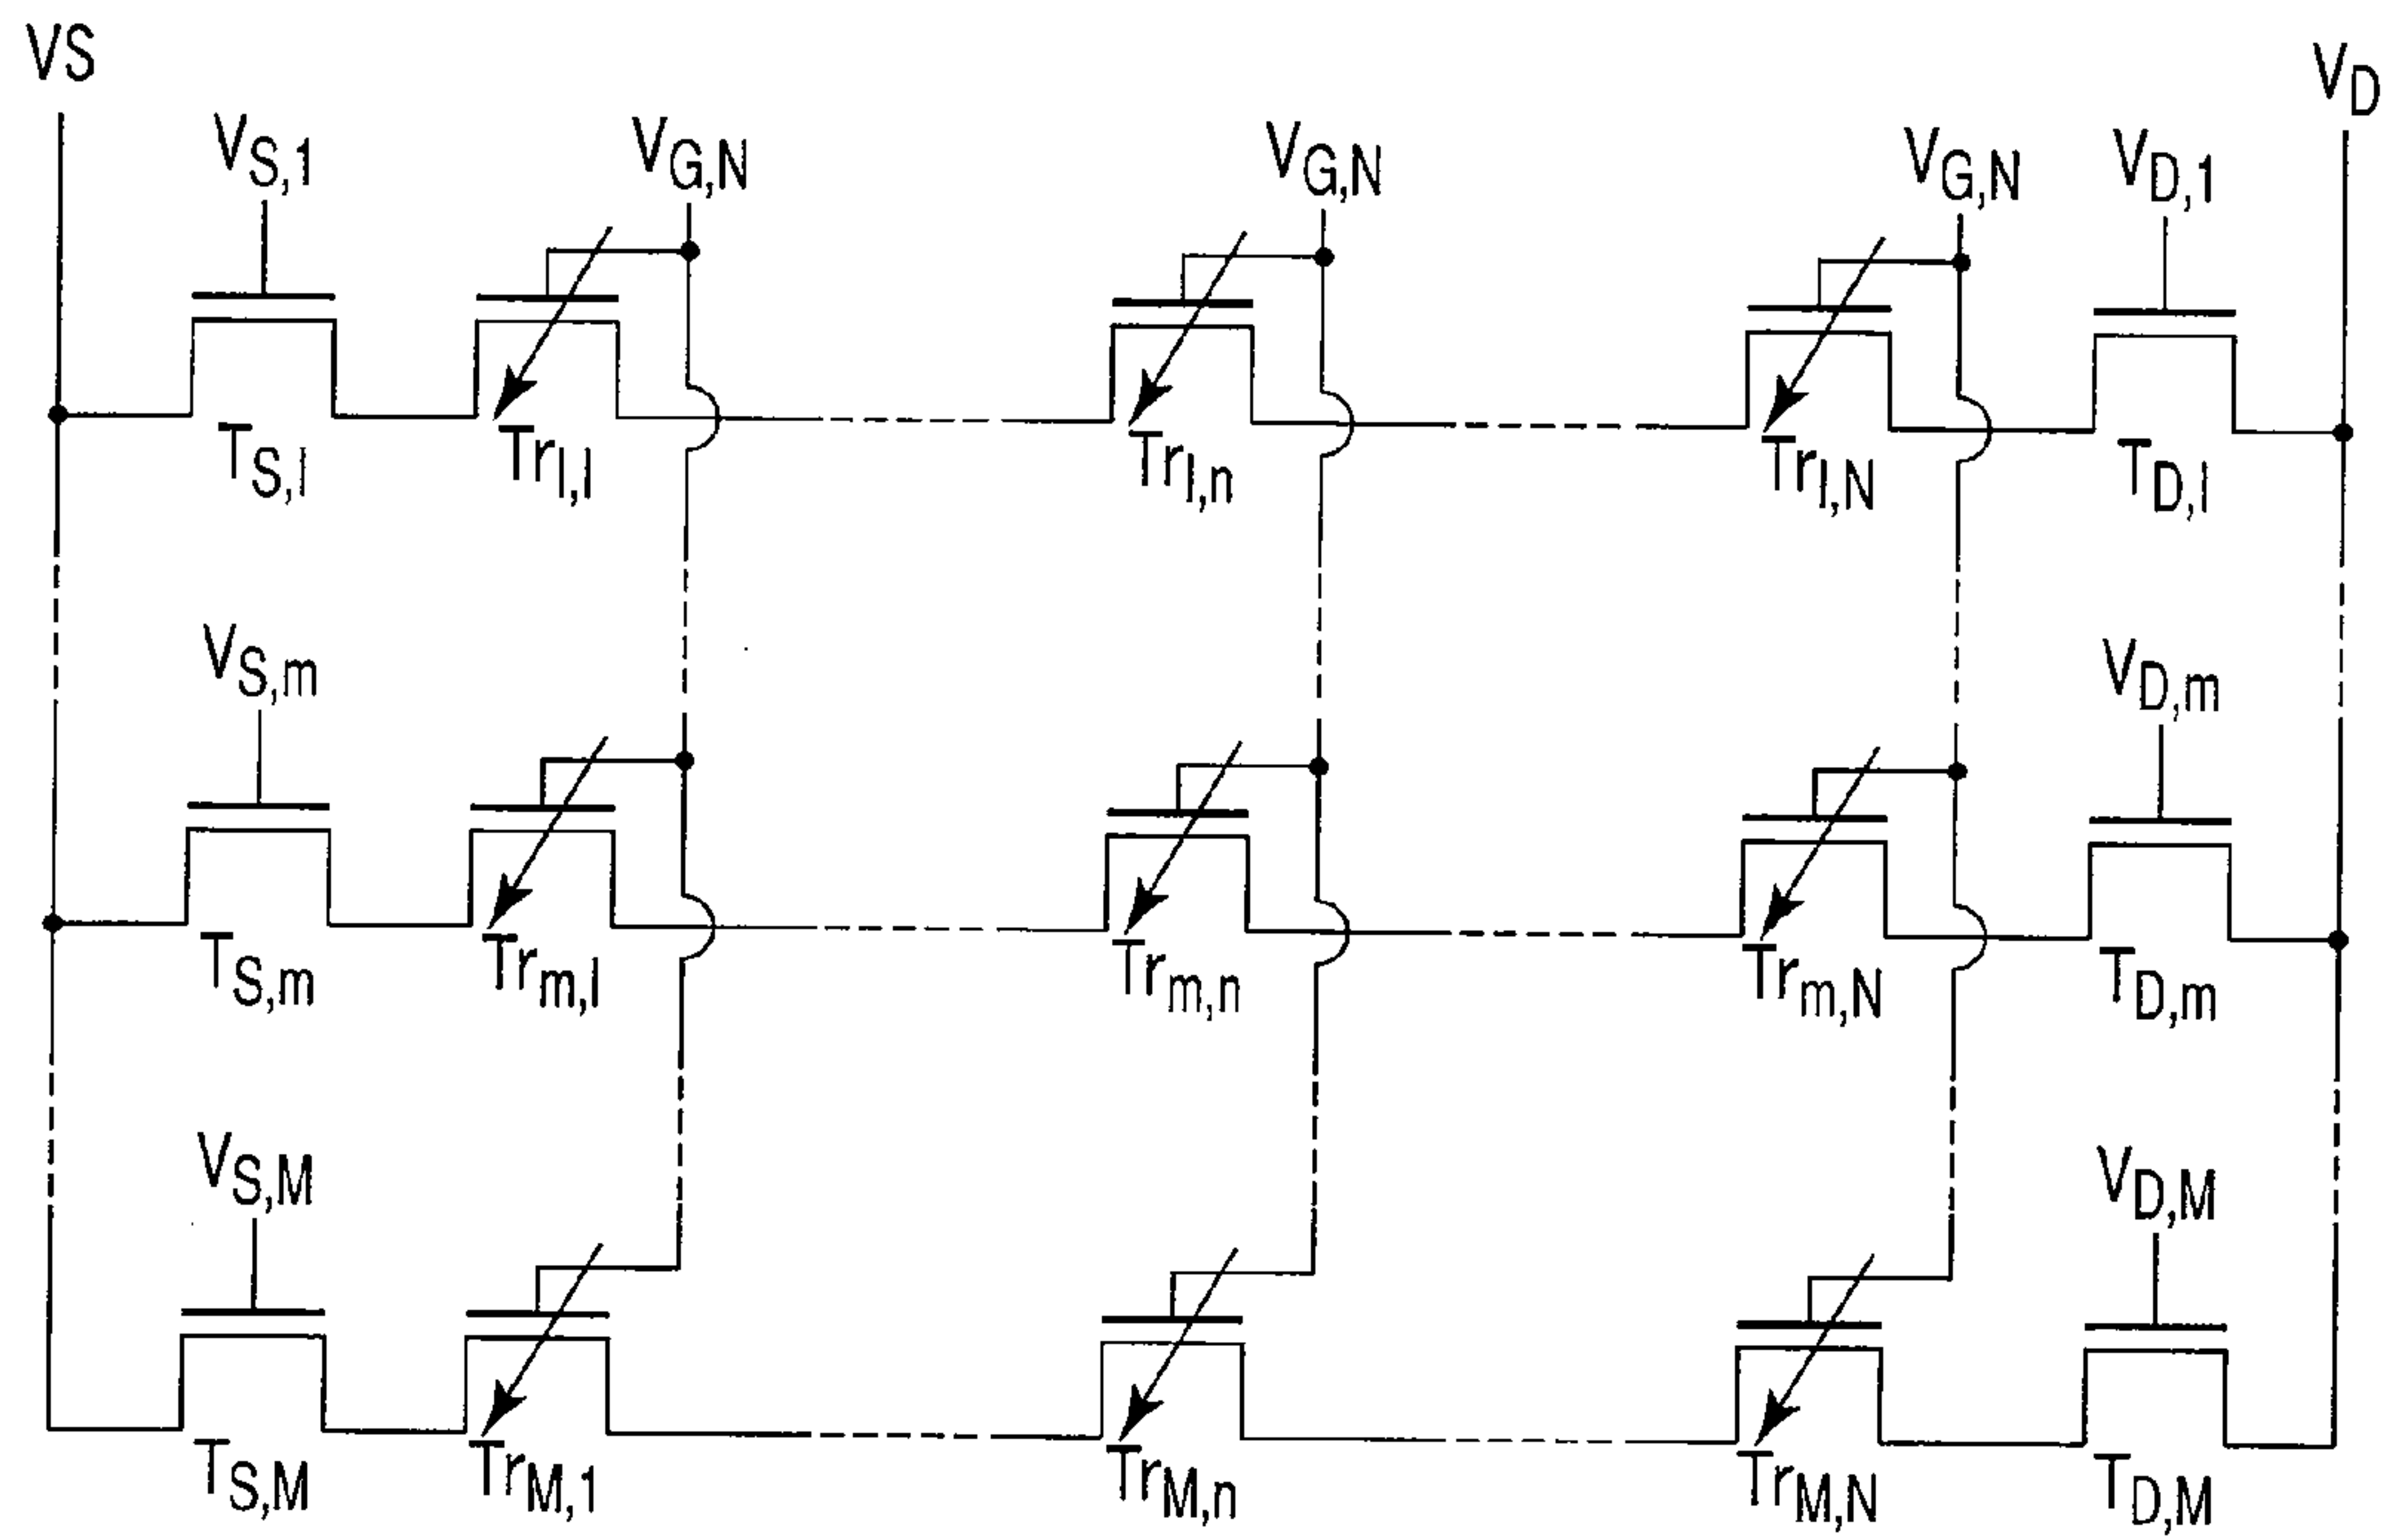 VS
V_D
V_S,1
V_G,N
V_G,N
V_G,N
V_D,1
T_S,I
Tr_I,I
Tr_I,n
Tr_I,N
T_D,I
V_S,m
V_D,m
T_S,m
Tr_m,I
Tr_m,n
Tr_m,N
T_D,m
V_S,M
V_D,M
T_S,M
Tr_M,1
Tr_M,n
Tr_M,N
T_D,M